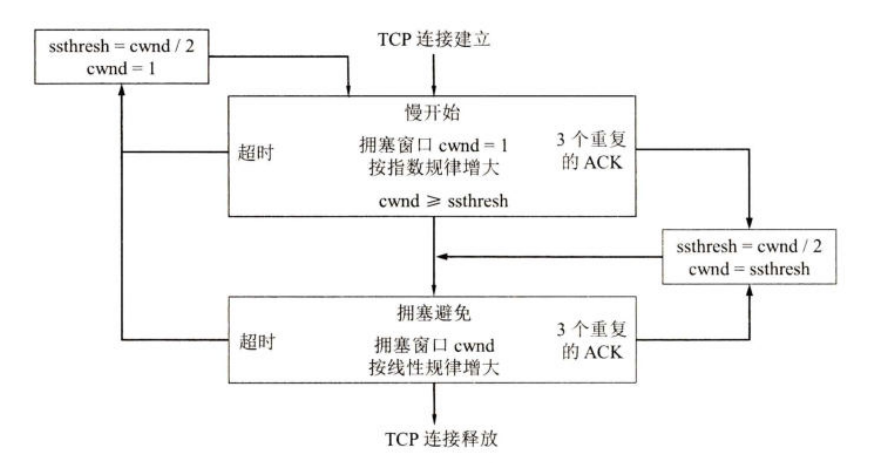 TCP 连接建立
ssthresh = cwnd / 2
cwnd = 1
慢开始
超时
拥塞窗口 cwnd = 1
按指数规律增大
3 个重复
的 ACK
cwnd ⩾ ssthresh
ssthresh = cwnd / 2
cwnd = ssthresh
拥塞避免
超时
拥塞窗口 cwnd
按线性规律增大
3 个重复
的 ACK
TCP 连接释放